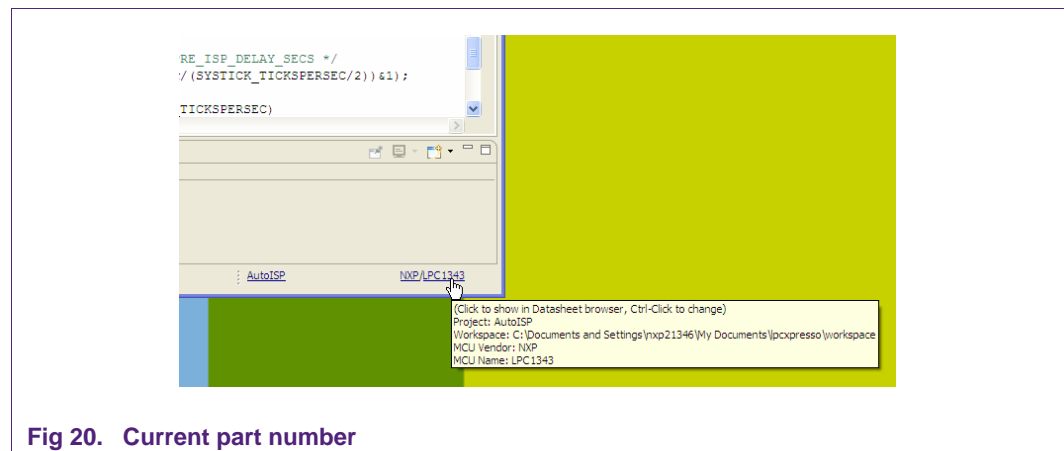 RE_ISP_DELAY_SECS */
/(SYSTICK_TICKSPERSEC/2))&1);
TICKSPERSEC)
AutoISP
NXP/LPC1343
(Click to show in Datasheet browser, Ctrl-Click to change)
Project: AutoISP
Workspace: C:\Documents and Settings\nxp21346\My Documents\lpcxpresso\workspace
MCU Vendor: NXP
MCU Name: LPC1343
Fig 20. Current part number